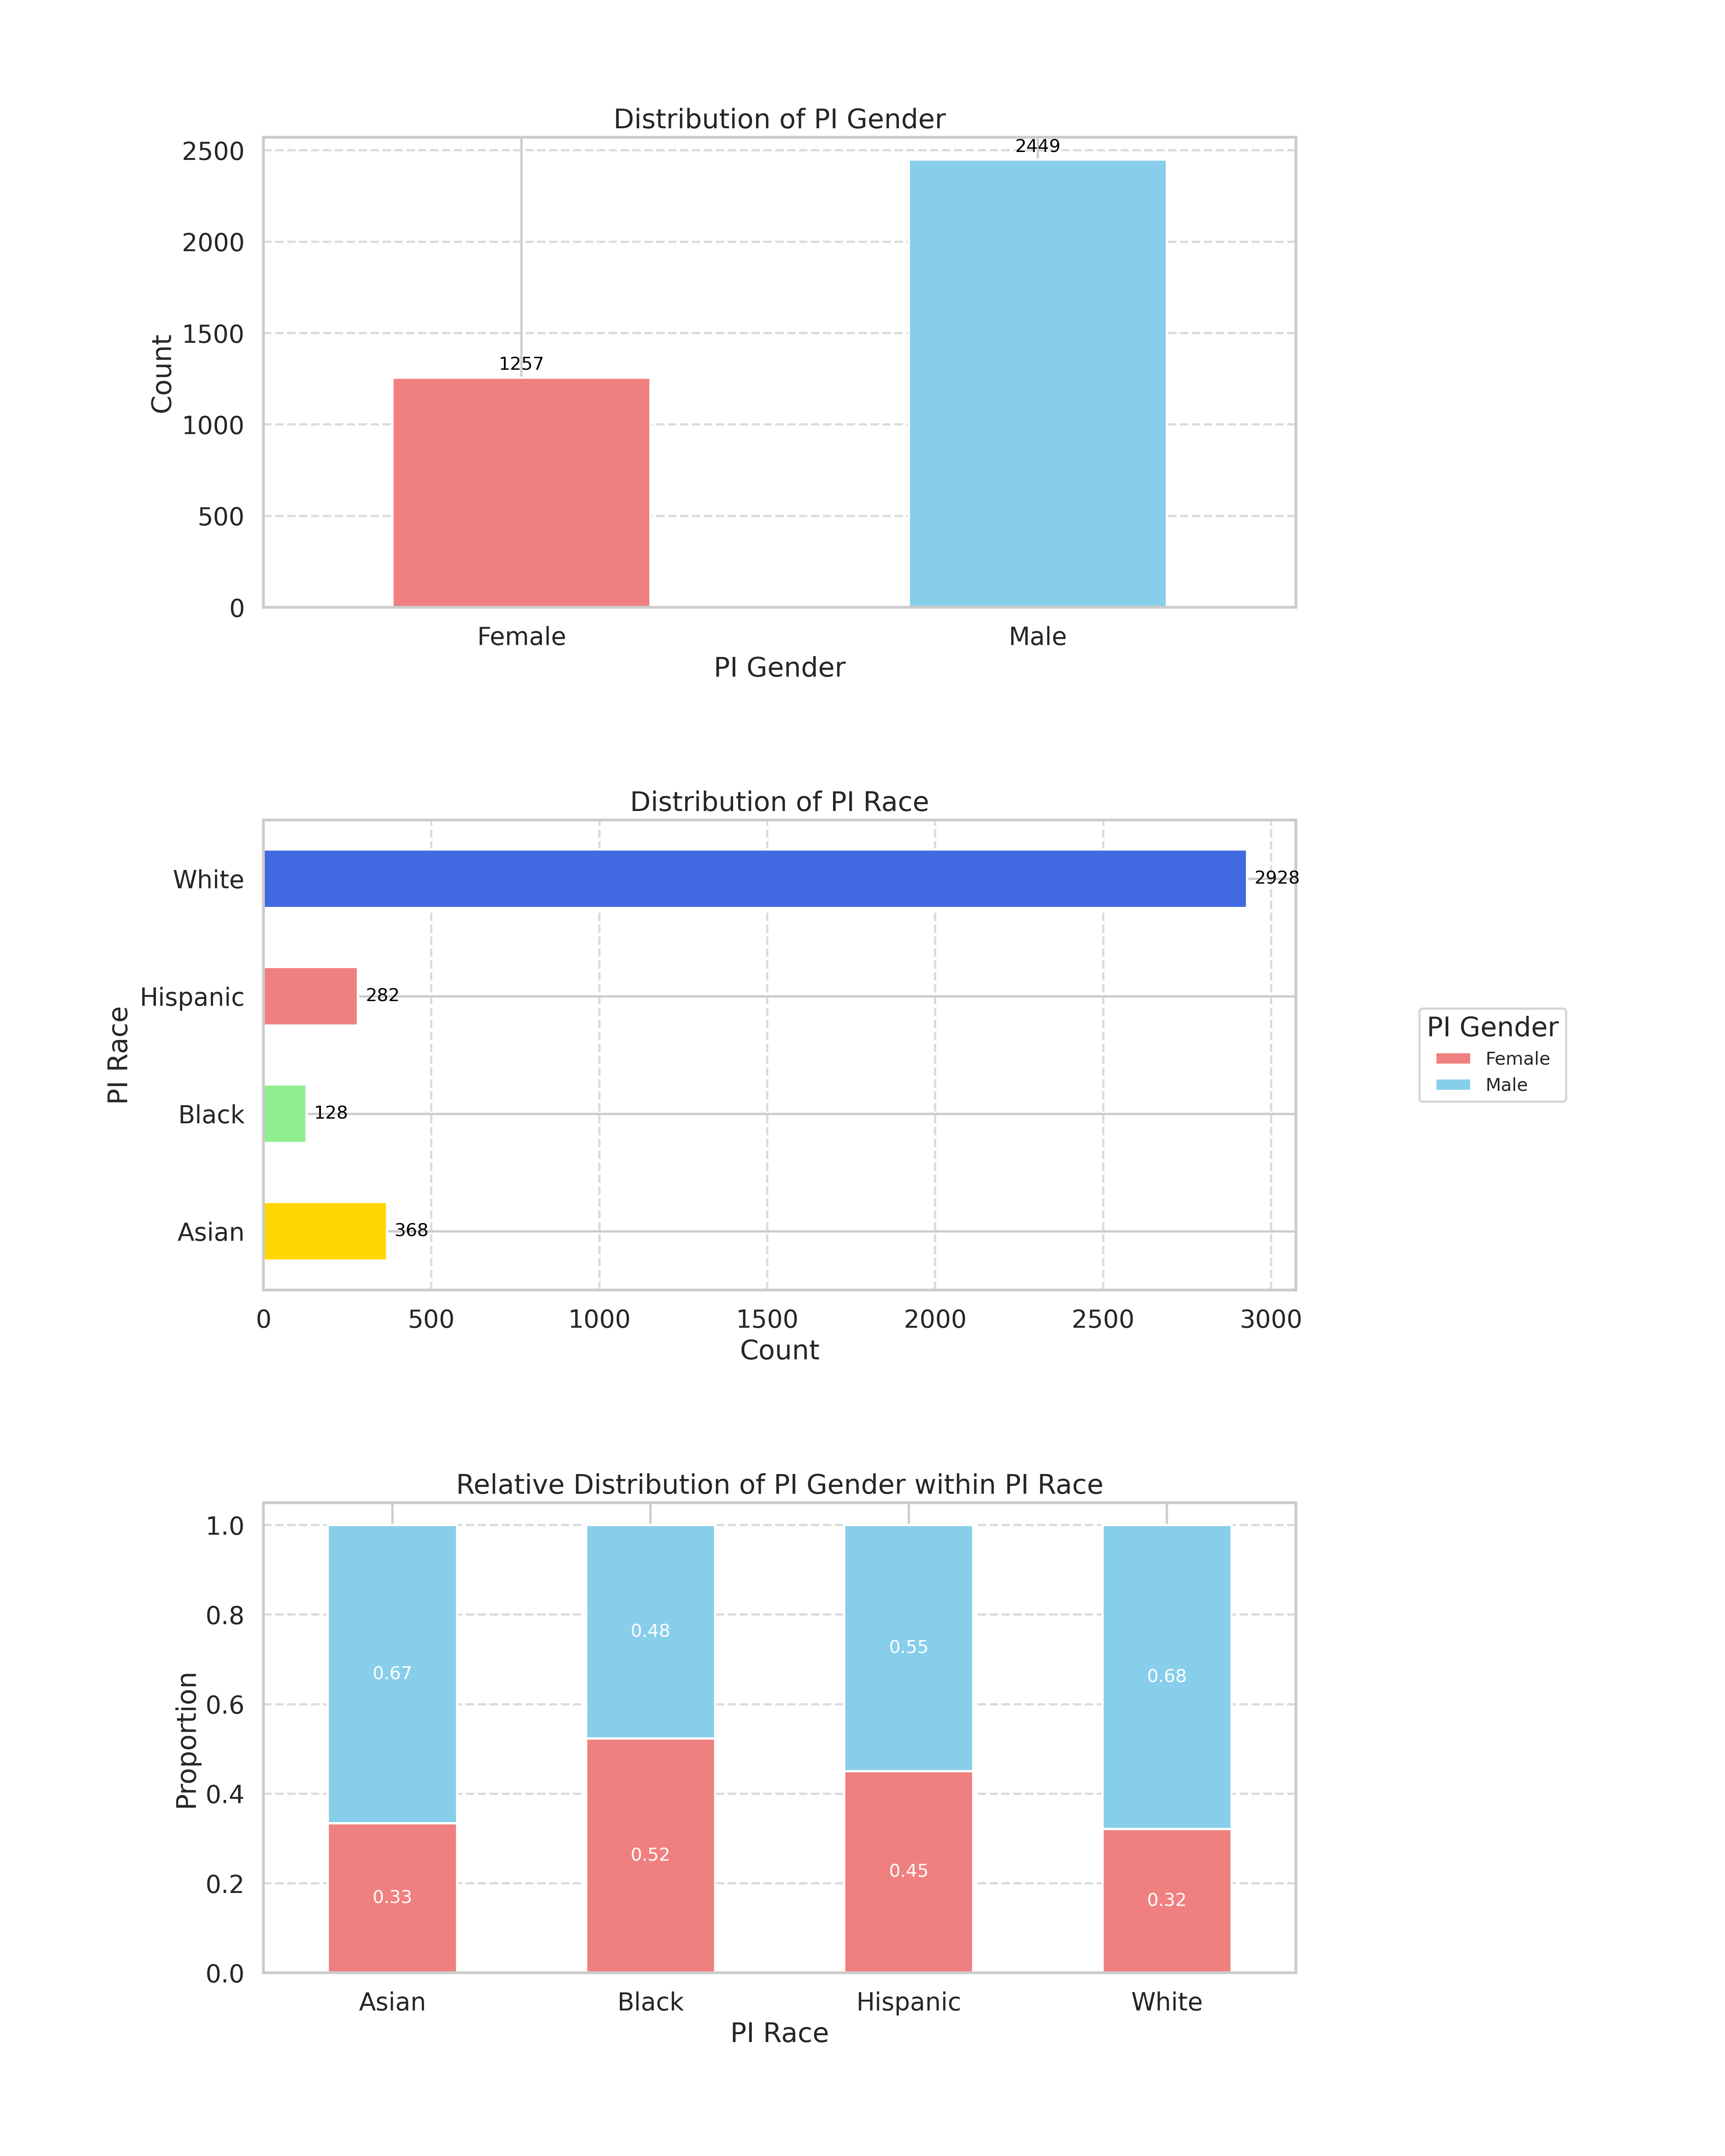 Distribution of PI Gender
2500
2000
1500
1000
500
0
Count
1257
2449
Female
Male
PI Gender
Distribution of PI Race
White
Hispanic
Black
Asian
PI Race
2928
282
128
368
0
500
1000
1500
2000
2500
3000
Count
PI Gender
Female
Male
Relative Distribution of PI Gender within PI Race
1.0
0.8
0.6
0.4
0.2
0.0
Proportion
0.67
0.48
0.55
0.68
0.33
0.52
0.45
0.32
Asian
Black
Hispanic
White
PI Race